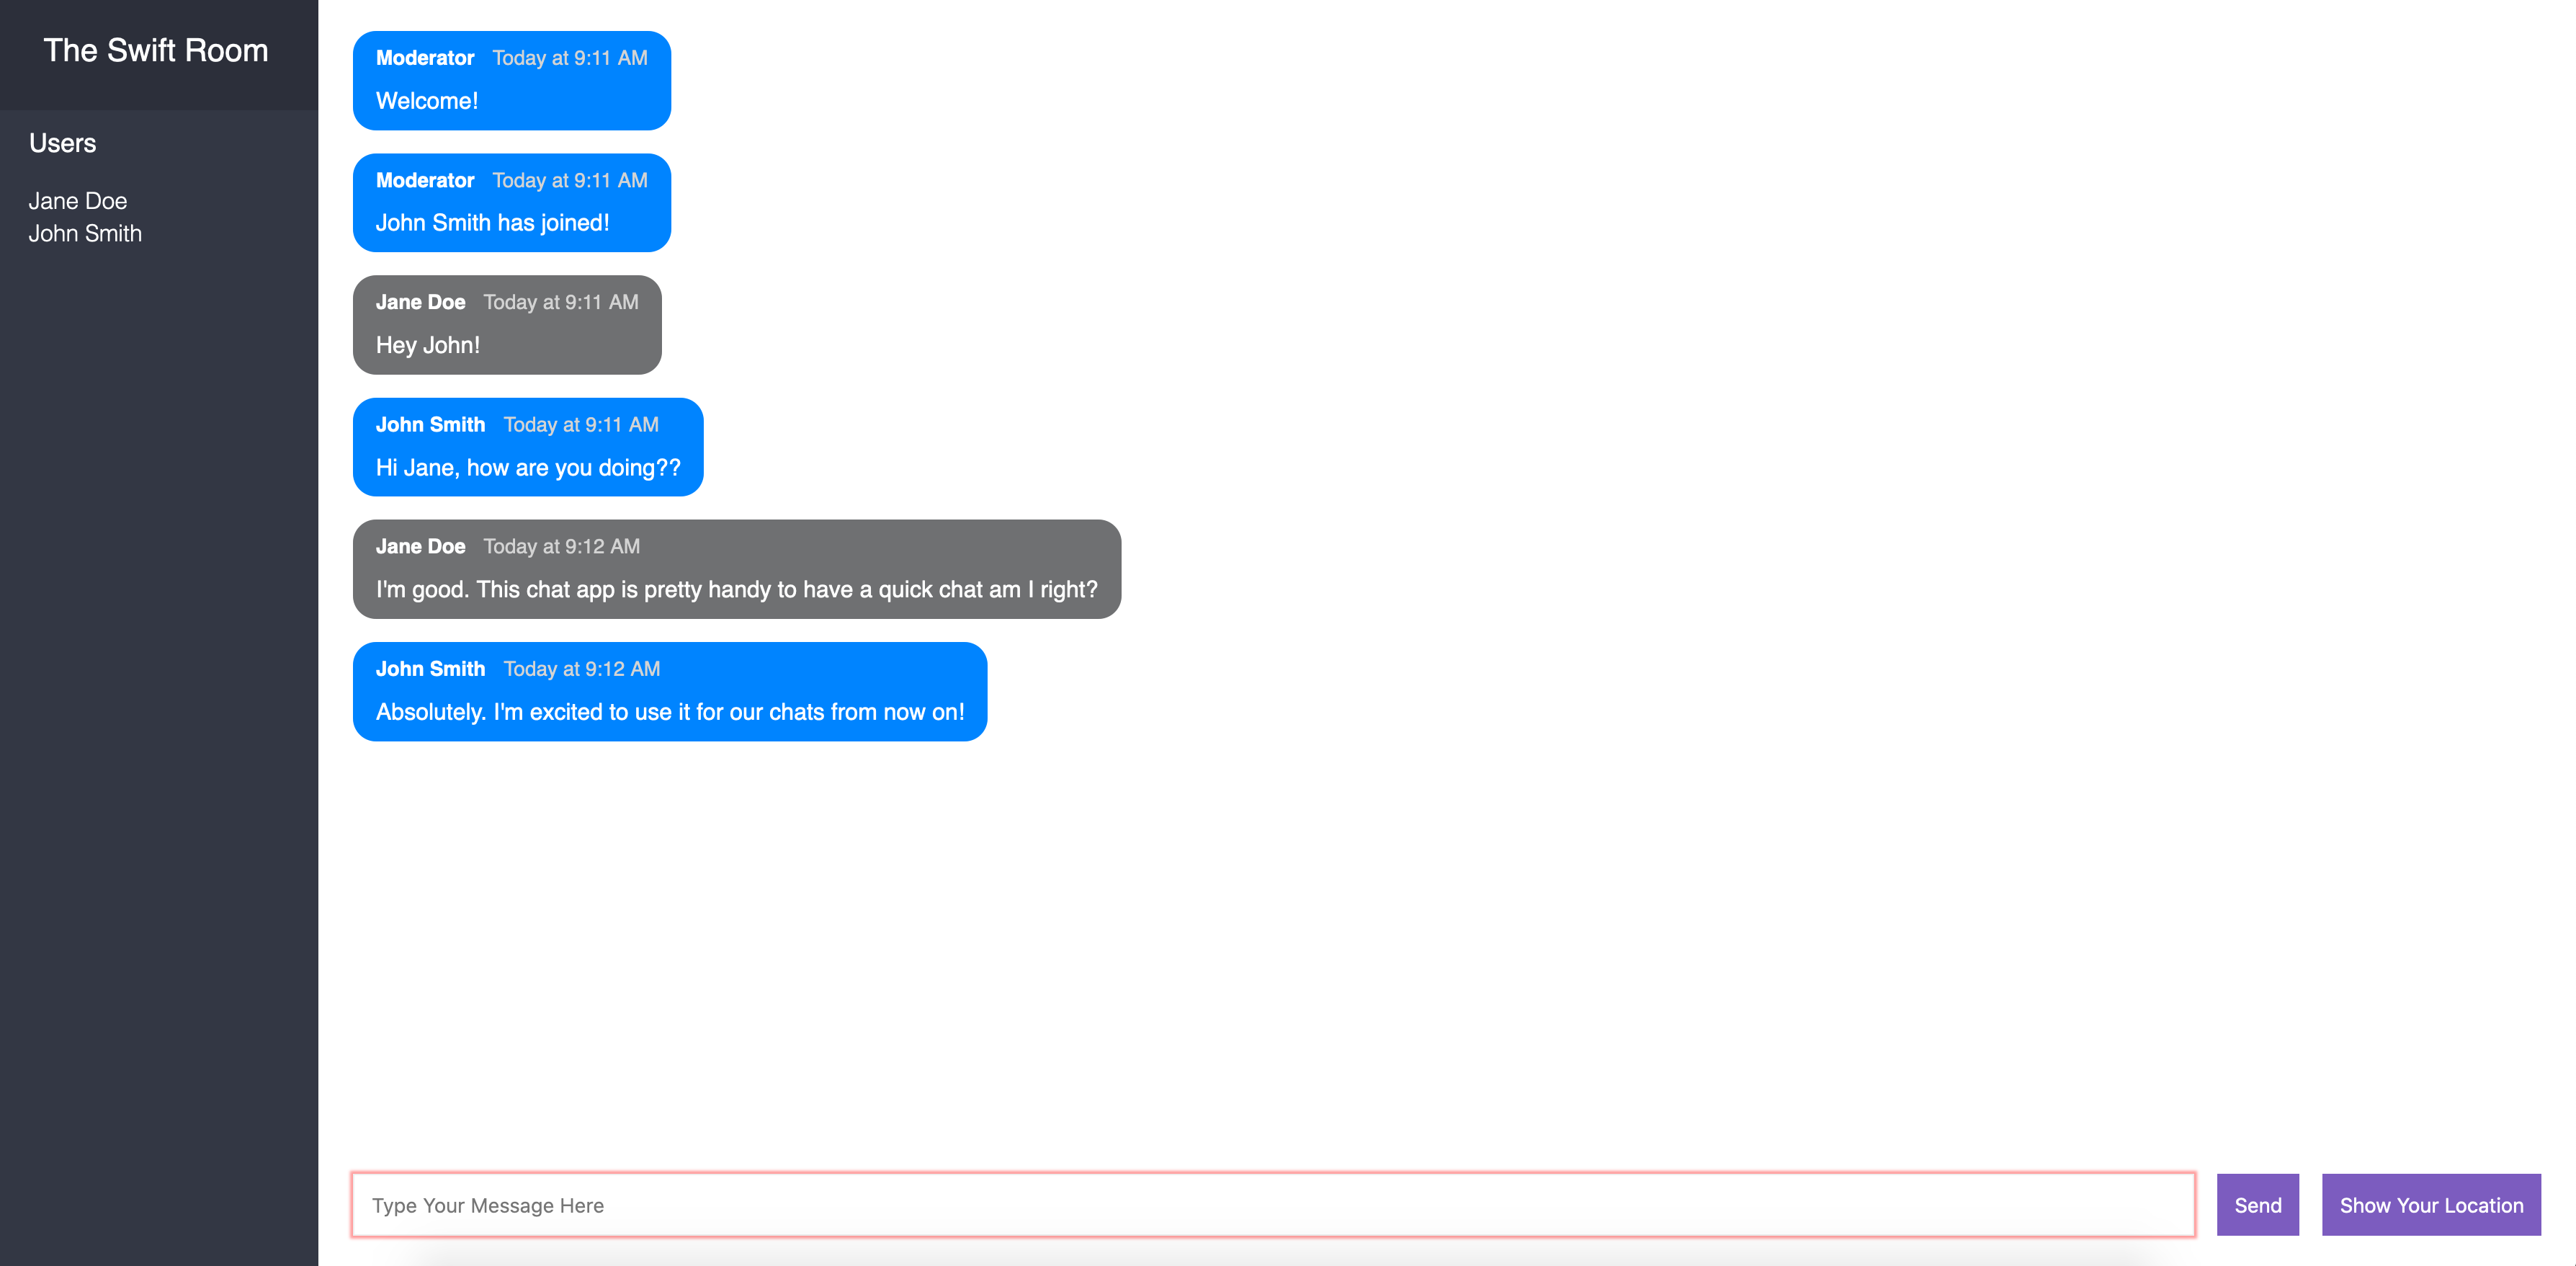 The Swift Room
Users
Jane Doe
John Smith
Moderator Today at 9:11 AM
Welcome!
Moderator Today at 9:11 AM
John Smith has joined!
Jane Doe Today at 9:11 AM
Hey John!
John Smith Today at 9:11 AM
Hi Jane, how are you doing??
Jane Doe Today at 9:12 AM
I'm good. This chat app is pretty handy to have a quick chat am I right?
John Smith Today at 9:12 AM
Absolutely. I'm excited to use it for our chats from now on!
Type Your Message Here
Send
Show Your Location